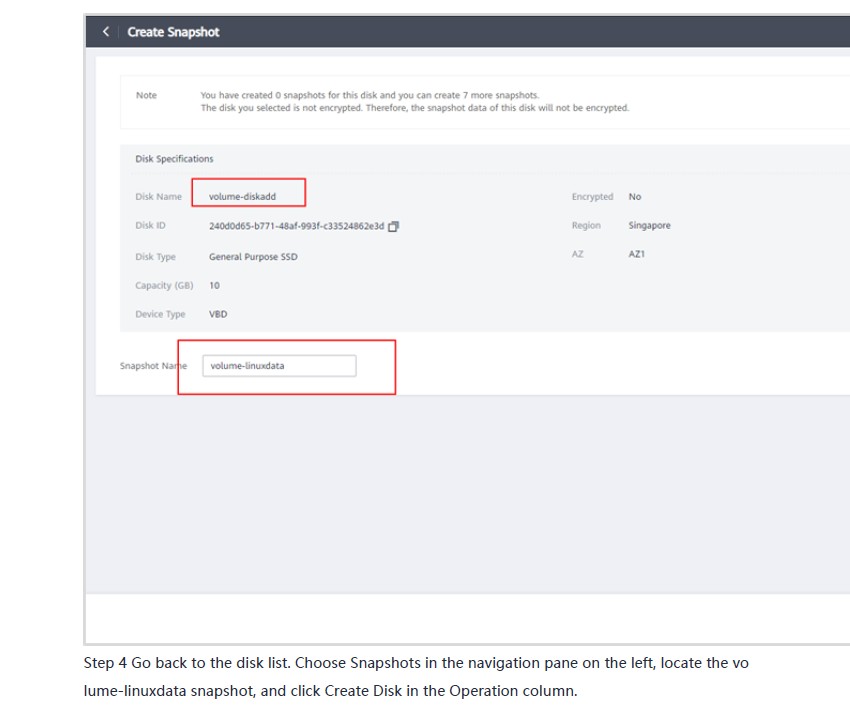 Create Snapshot
Note You have created 0 snapshots for this disk and you can create 7 more snapshots.
The disk you selected is not encrypted. Therefore, the snapshot data of this disk will not be encrypted.
Disk Specifications
Disk Name volume-diskadd Encrypted No
Disk ID 240d0d65-b771-48af-993f-c33524862e3d Region Singapore
Disk Type General Purpose SSD AZ AZ1
Capacity (GB) 10
Device Type VBD
Snapshot Name volume-linuxdata
Step 4 Go back to the disk list. Choose Snapshots in the navigation pane on the left, locate the vo
lume-linuxdata snapshot, and click Create Disk in the Operation column.